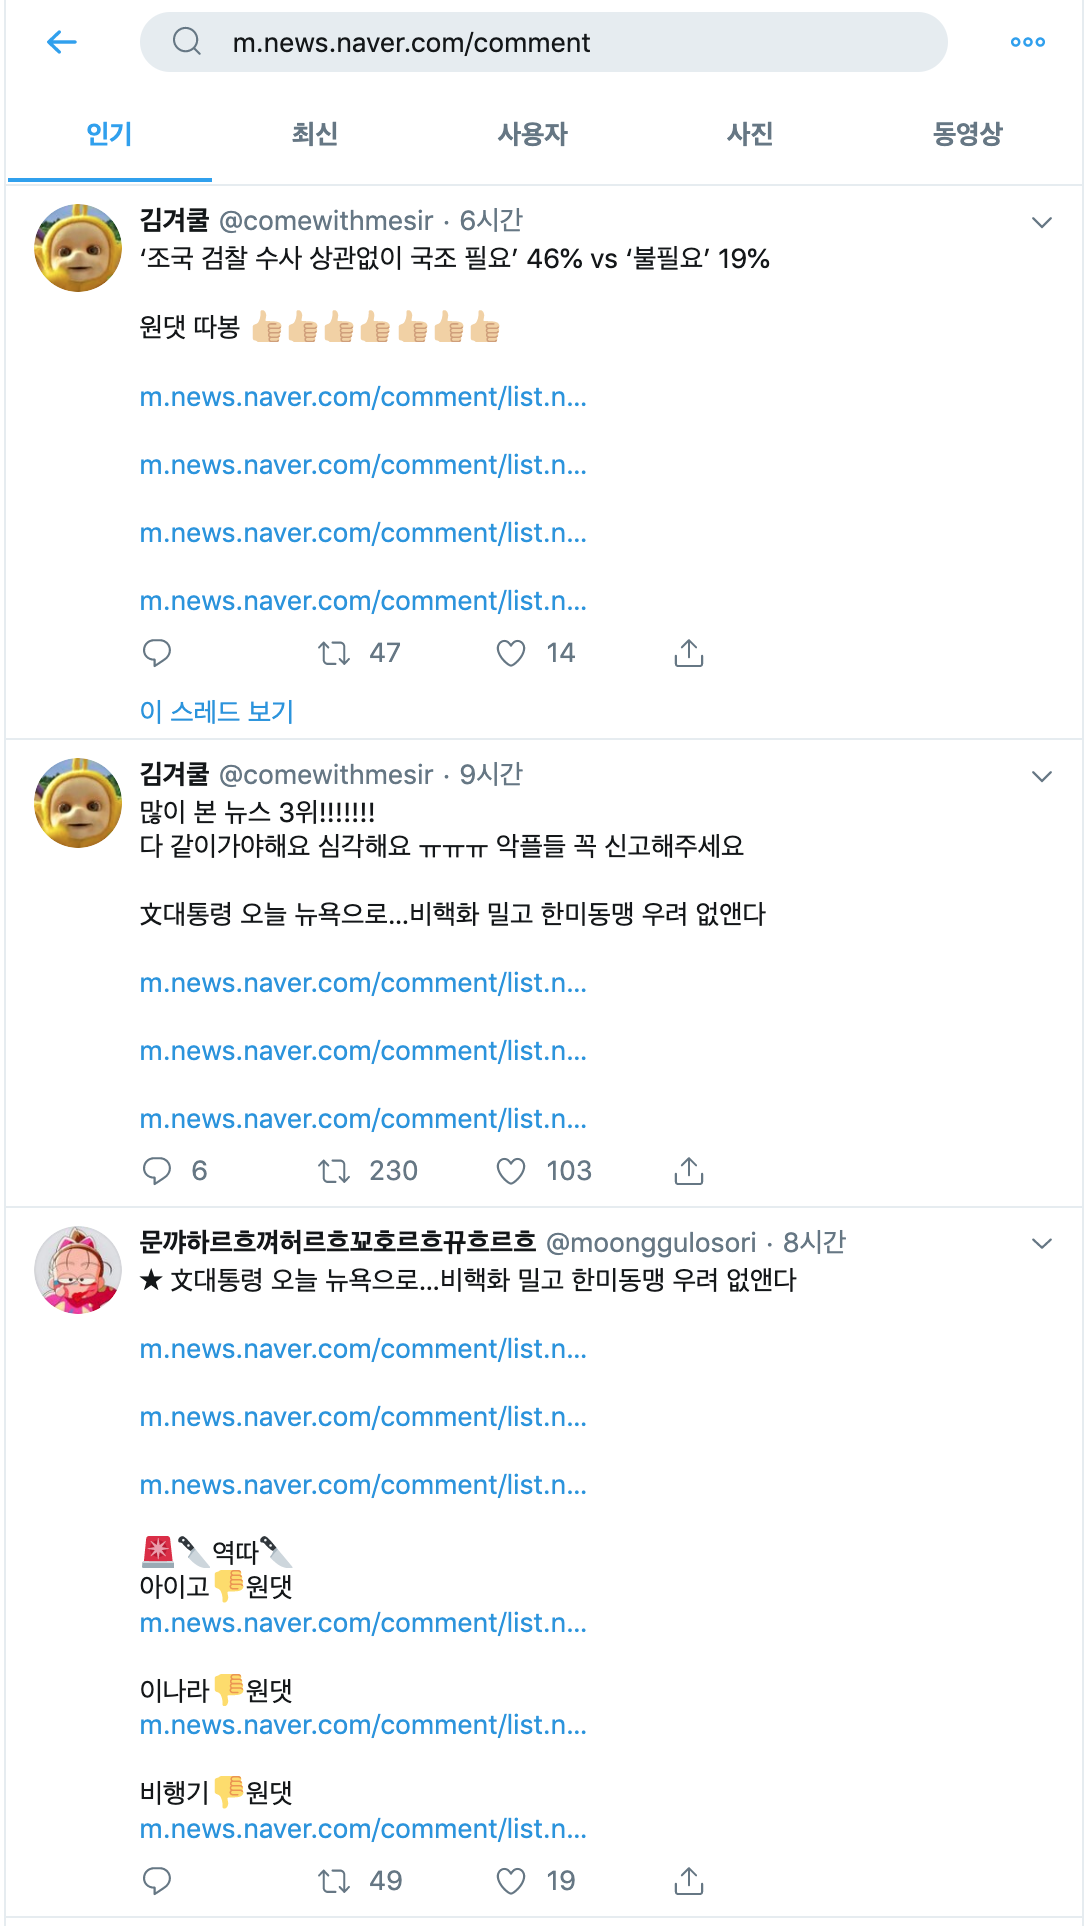 m.news.naver.com/comment
인기 최신 사용자 사진 동영상
김겨쿨 @comewithmesir · 6시간
‘조국 검찰 수사 상관없이 국조 필요’ 46% vs ‘불필요’ 19%
원댓 따봉 👍🏻👍🏻👍🏻👍🏻👍🏻👍🏻👍🏻
m.news.naver.com/comment/list.n...
m.news.naver.com/comment/list.n...
m.news.naver.com/comment/list.n...
m.news.naver.com/comment/list.n...
47 14
이 스레드 보기
김겨쿨 @comewithmesir · 9시간
많이 본 뉴스 3위!!!!!!!
다 같이가야해요 심각해요 ㅠㅠㅠ 악플들 꼭 신고해주세요
文대통령 오늘 뉴욕으로...비핵화 밀고 한미동맹 우려 없앤다
m.news.naver.com/comment/list.n...
m.news.naver.com/comment/list.n...
m.news.naver.com/comment/list.n...
6 230 103
문꺄하르흐껴허르흐꾜호르흐뀨흐르흐 @moonggulosori · 8시간
★ 文대통령 오늘 뉴욕으로...비핵화 밀고 한미동맹 우려 없앤다
m.news.naver.com/comment/list.n...
m.news.naver.com/comment/list.n...
m.news.naver.com/comment/list.n...
🚨🔪역따🔪
아이고👎원댓
m.news.naver.com/comment/list.n...
이나라👎원댓
m.news.naver.com/comment/list.n...
비행기👎원댓
m.news.naver.com/comment/list.n...
49 19